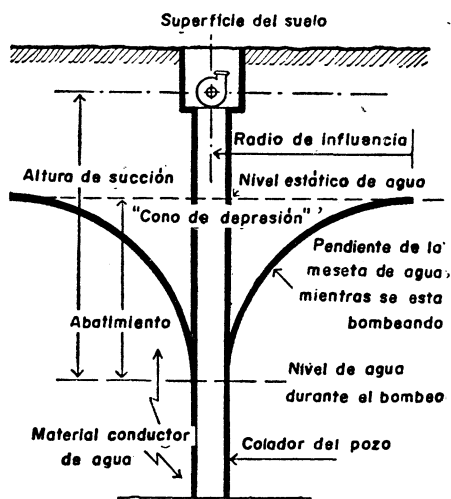 Superficie del suelo
Radio de influencia
Altura de succión
Nivel estático de agua
"Cono de depresión"
Pendiente de la
meseta de agua
mientras se esta
bombeando
Abatimiento
Nivel de agua
durante el bombeo
Material conductor
de agua
Colador del pozo